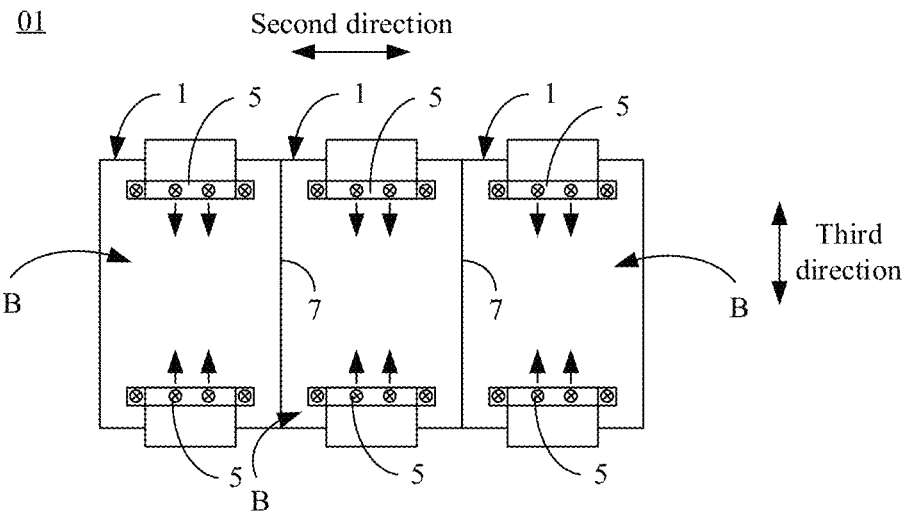 01
Second direction
1 5 1 5 1 5
Third
direction
B 7 7 B
5 B 5 5